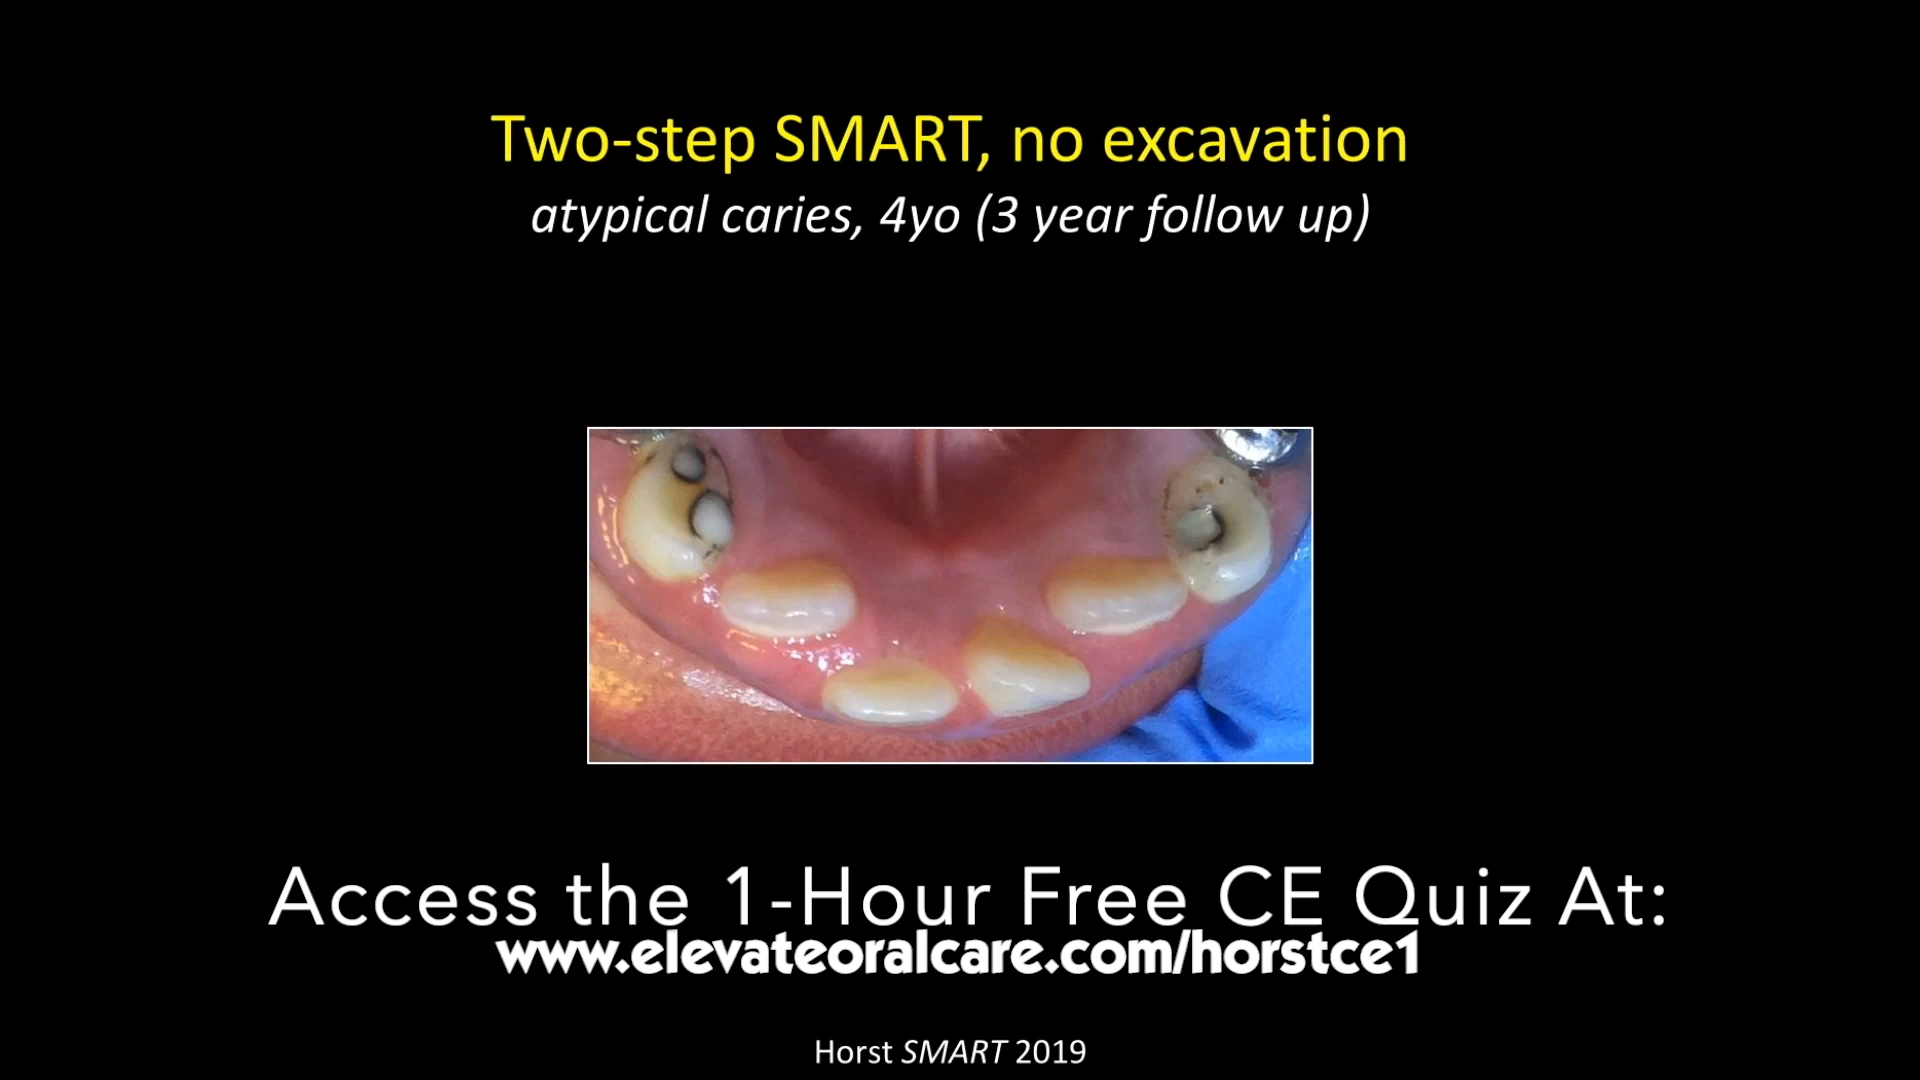 Two-step SMART, no excavation
atypical caries, 4yo (3 year follow up)
Access the 1-Hour Free CE Quiz At:
www.elevateoralcare.com/horstce1
Horst SMART 2019